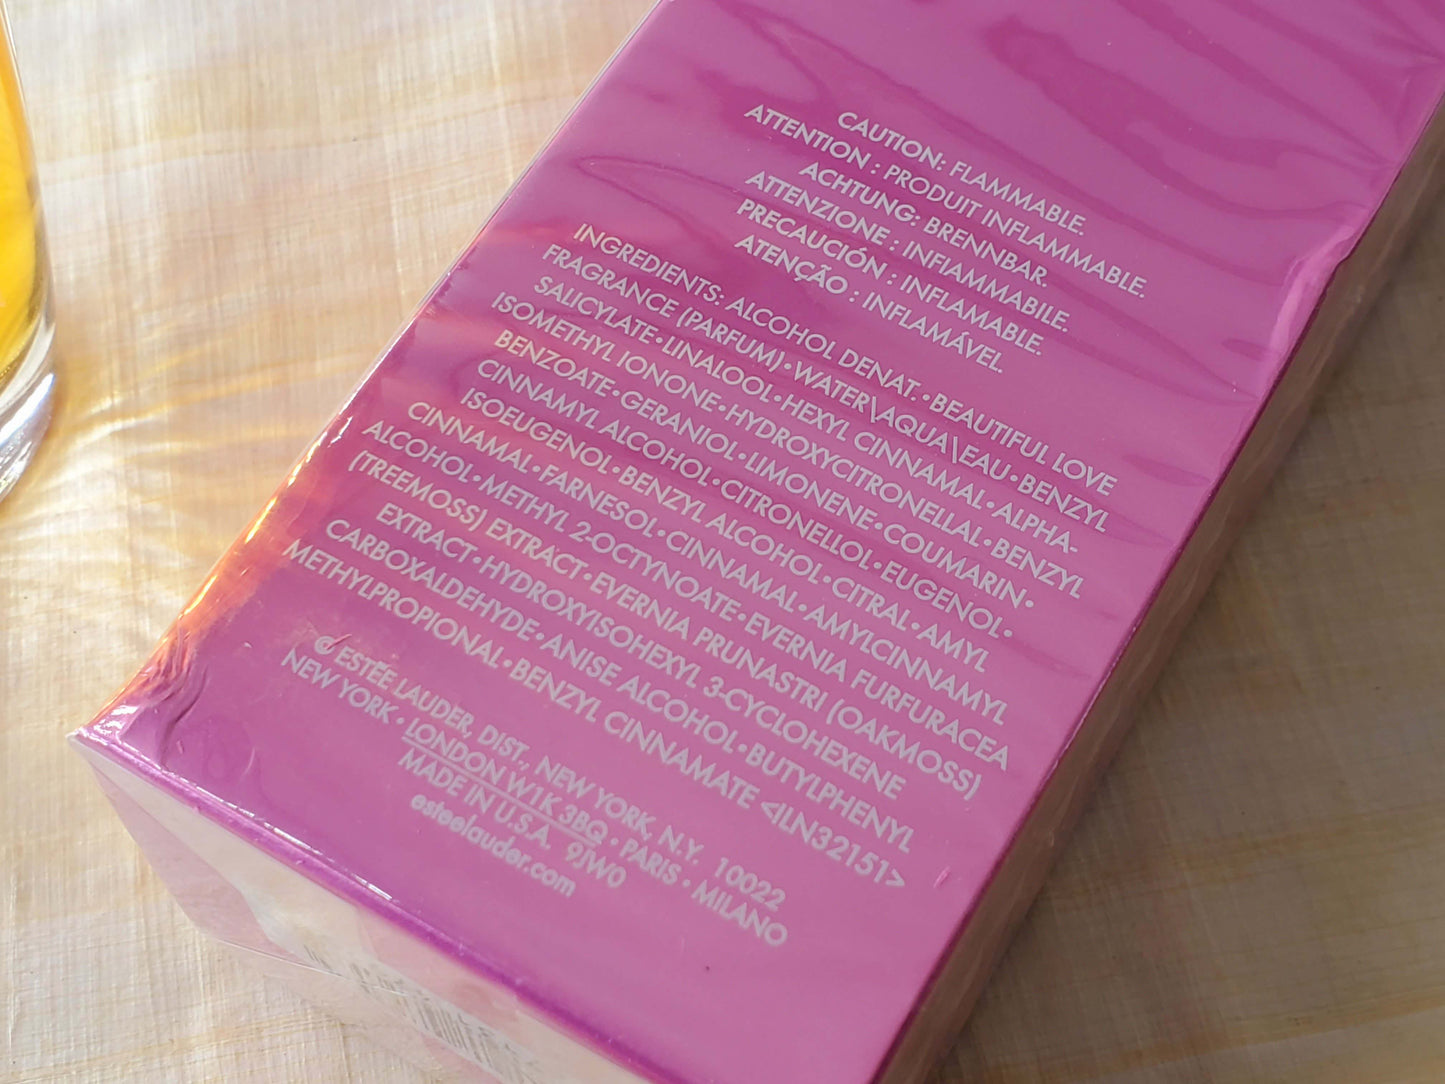 CAUTION: FLAMMABLE.
ATTENTION : PRODUIT INFLAMMABLE.
ACHTUNG: BRENNBAR.
ATTENZIONE : INFIAMMABILE.
PRECAUCIÓN : INFLAMABLE.
ATENÇÃO : INFLAMÁVEL.
INGREDIENTS: ALCOHOL DENAT. • BEAUTIFUL LOVE
FRAGRANCE (PARFUM) • WATER\AQUA\EAU • BENZYL
SALICYLATE • LINALOOL • HEXYL CINNAMAL • ALPHA-
ISOMETHYL IONONE • HYDROXYCITRONELLAL • BENZYL
BENZOATE • GERANIOL • LIMONENE • COUMARIN •
CINNAMYL ALCOHOL • CITRONELLOL • EUGENOL •
ISOEUGENOL • BENZYL ALCOHOL • CITRAL • AMYL
CINNAMAL • FARNESOL • CINNAMAL • AMYLCINNAMYL
ALCOHOL • METHYL 2-OCTYNOATE • EVERNIA FURFURACEA
(TREEMOSS) EXTRACT • EVERNIA PRUNASTRI (OAKMOSS)
EXTRACT • HYDROXYISOHEXYL 3-CYCLOHEXENE
CARBOXALDEHYDE • ANISE ALCOHOL • BUTYLPHENYL
METHYLPROPIONAL • BENZYL CINNAMATE <ILN32151>
ESTĒE LAUDER, DIST., NEW YORK, N.Y. 10022
NEW YORK • LONDON W1K 3BQ • PARIS • MILANO
MADE IN U.S.A. 9JW0
esteelauder.com